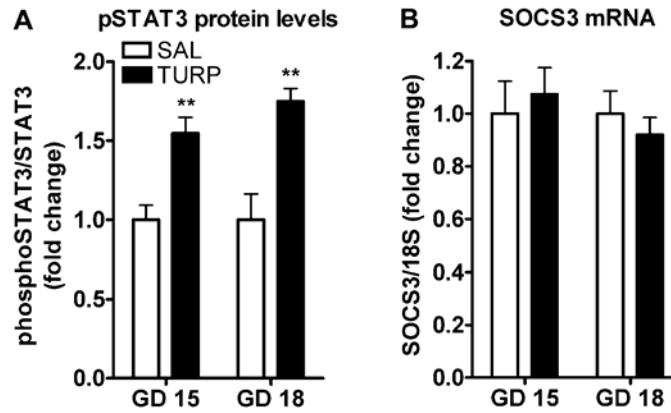 A
pSTAT3 protein levels
SAL
TURP
phosphoSTAT3/STAT3
(fold change)
2.0
1.5
1.0
0.5
0.0
**
**
GD 15
GD 18
B
SOCS3 mRNA
SOCS3/18S (fold change)
1.2
1.0
0.8
0.6
0.4
0.2
0.0
GD 15
GD 18